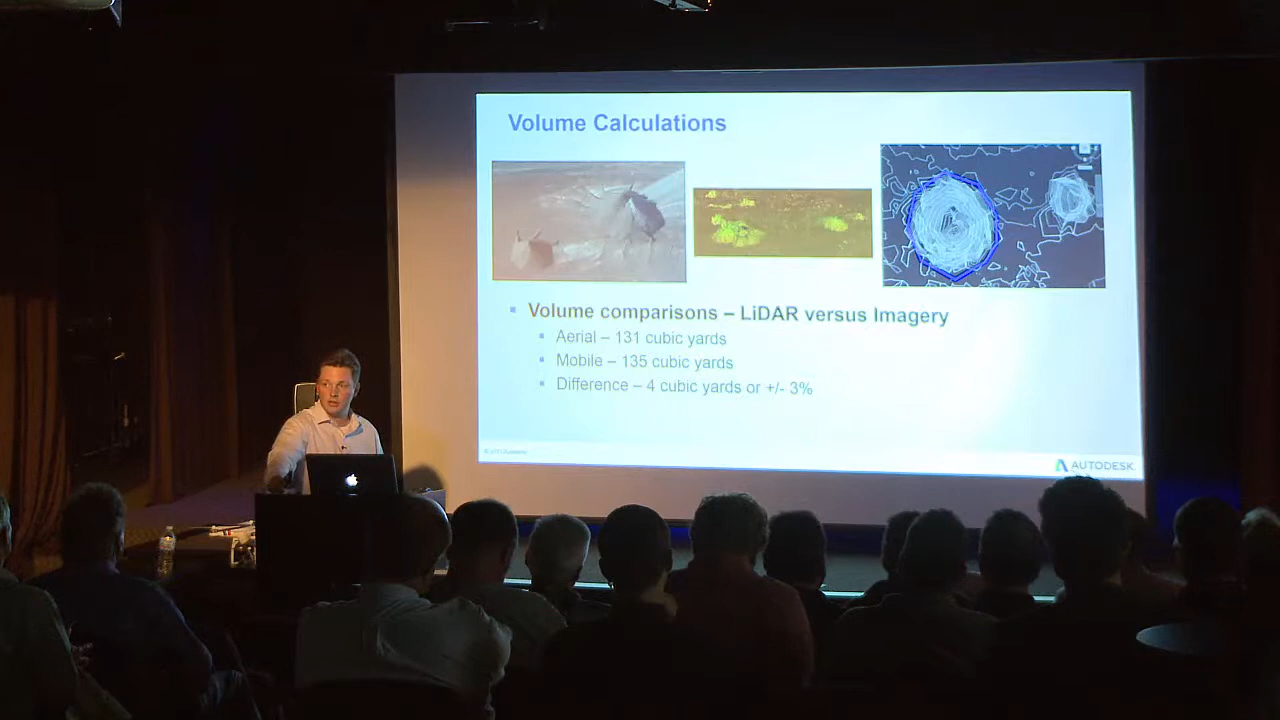 Volume Calculations
Volume comparisons – LiDAR versus Imagery
Aerial – 131 cubic yards
Mobile – 135 cubic yards
Difference – 4 cubic yards or +/- 3%
AUTODESK.